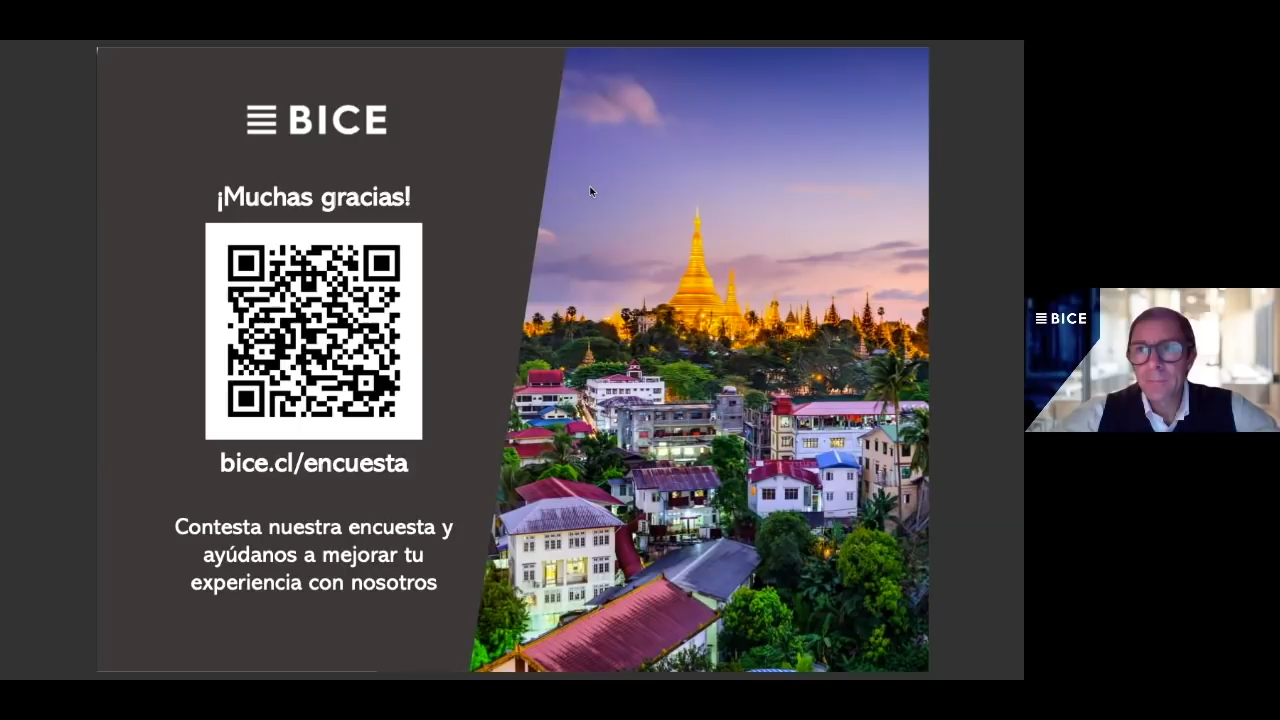 BICE
¡Muchas gracias!
bice.cl/encuesta
Contesta nuestra encuesta y
ayúdanos a mejorar tu
experiencia con nosotros
BICE